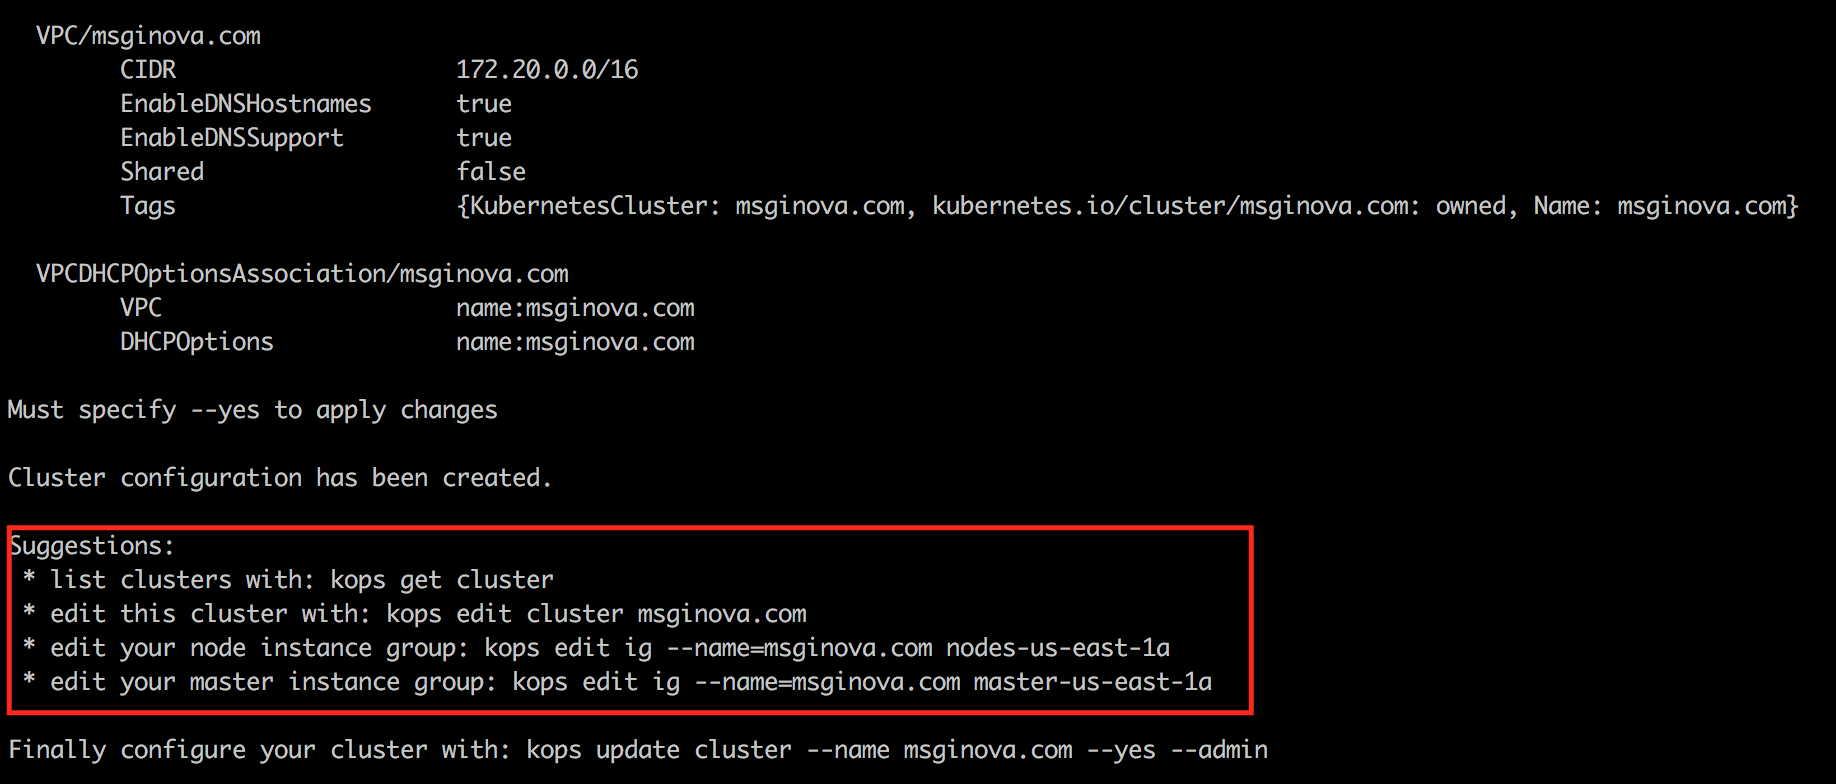 VPC/msginova.com
CIDR 172.20.0.0/16
EnableDNSHostnames true
EnableDNSSupport true
Shared false
Tags {KubernetesCluster: msginova.com, kubernetes.io/cluster/msginova.com: owned, Name: msginova.com}
VPCDHCPOptionsAssociation/msginova.com
VPC name:msginova.com
DHCPOptions name:msginova.com
Must specify --yes to apply changes
Cluster configuration has been created.
Suggestions:
* list clusters with: kops get cluster
* edit this cluster with: kops edit cluster msginova.com
* edit your node instance group: kops edit ig --name=msginova.com nodes-us-east-1a
* edit your master instance group: kops edit ig --name=msginova.com master-us-east-1a
Finally configure your cluster with: kops update cluster --name msginova.com --yes --admin